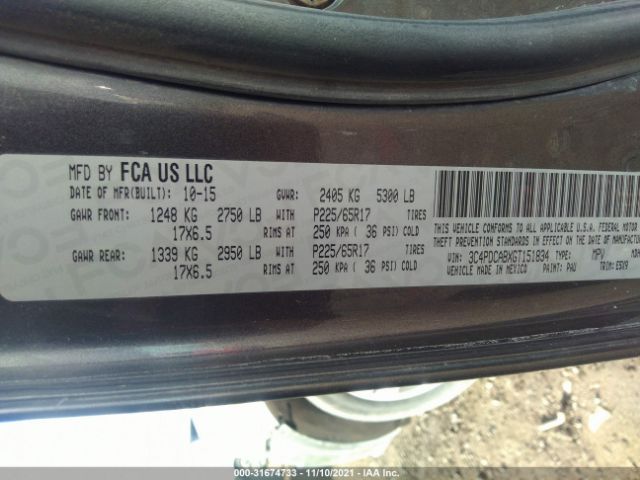 MFD BY FCA US LLC
DATE OF MFR(BUILT): 10-15 GVWR: 2405 KG 5300 LB
GAWR FRONT: 1248 KG 2750 LB WITH P225/65R17 TIRES
17X6.5 RIMS AT 250 KPA ( 36 PSI) COLD
GAWR REAR: 1339 KG 2950 LB WITH P225/65R17 TIRES
17X6.5 RIMS AT 250 KPA ( 36 PSI) COLD
THIS VEHICLE CONFORMS TO ALL APPLICABLE U.S.A. FEDERAL MOTOR
THEFT PREVENTION STANDARDS IN EFFECT ON THE DATE OF MANUFACTUR
VIN: 3C4PDCABXGT151834 TYPE: MPV
VEHICLE MADE IN MEXICO PAINT: PAU TRIM: E5X9
000-31674733 - 11/10/2021 - IAA Inc.